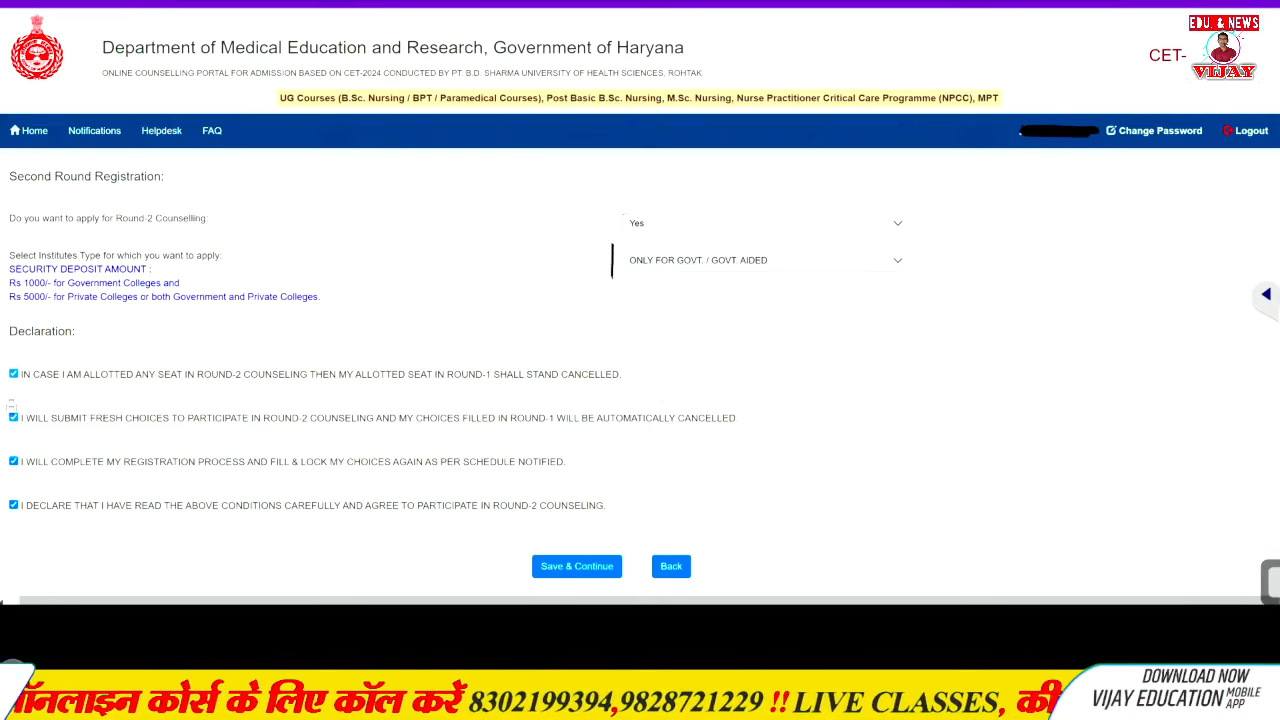 EDU. & NEWS
Department of Medical Education and Research, Government of Haryana
CET-
VIJAY
ONLINE COUNSELLING PORTAL FOR ADMISSION BASED ON CET-2024 CONDUCTED BY PT. B.D. SHARMA UNIVERSITY OF HEALTH SCIENCES, ROHTAK
UG Courses (B.Sc. Nursing / BPT / Paramedical Courses), Post Basic B.Sc. Nursing, M.Sc. Nursing, Nurse Practitioner Critical Care Programme (NPCC), MPT
Home Notifications Helpdesk FAQ Change Password Logout
Second Round Registration:
Do you want to apply for Round-2 Counselling: Yes
Select Institutes Type for which you want to apply: ONLY FOR GOVT. / GOVT. AIDED
SECURITY DEPOSIT AMOUNT :
Rs 1000/- for Government Colleges and
Rs 5000/- for Private Colleges or both Government and Private Colleges.
Declaration:
IN CASE I AM ALLOTTED ANY SEAT IN ROUND-2 COUNSELING THEN MY ALLOTTED SEAT IN ROUND-1 SHALL STAND CANCELLED.
I WILL SUBMIT FRESH CHOICES TO PARTICIPATE IN ROUND-2 COUNSELING AND MY CHOICES FILLED IN ROUND-1 WILL BE AUTOMATICALLY CANCELLED.
I WILL COMPLETE MY REGISTRATION PROCESS AND FILL & LOCK MY CHOICES AGAIN AS PER SCHEDULE NOTIFIED.
I DECLARE THAT I HAVE READ THE ABOVE CONDITIONS CAREFULLY AND AGREE TO PARTICIPATE IN ROUND-2 COUNSELING.
Save & Continue Back
ऑनलाइन कोर्स के लिए कॉल करें 8302199394,9828721229 !! LIVE CLASSES, की
DOWNLOAD NOW
VIJAY EDUCATION MOBILE APP